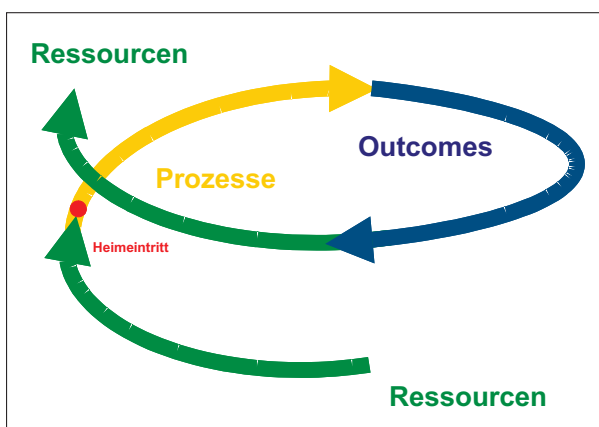 Ressourcen
Outcomes
Prozesse
Heimeintritt
Ressourcen